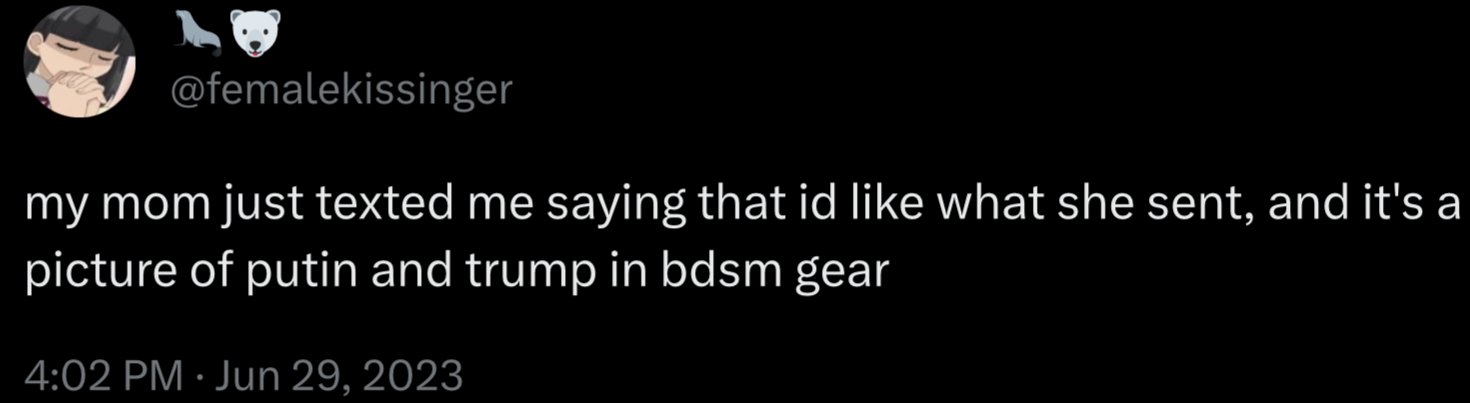 🦭🐻‍❄️
@femalekissinger
my mom just texted me saying that id like what she sent, and it's a
picture of putin and trump in bdsm gear
4:02 PM · Jun 29, 2023